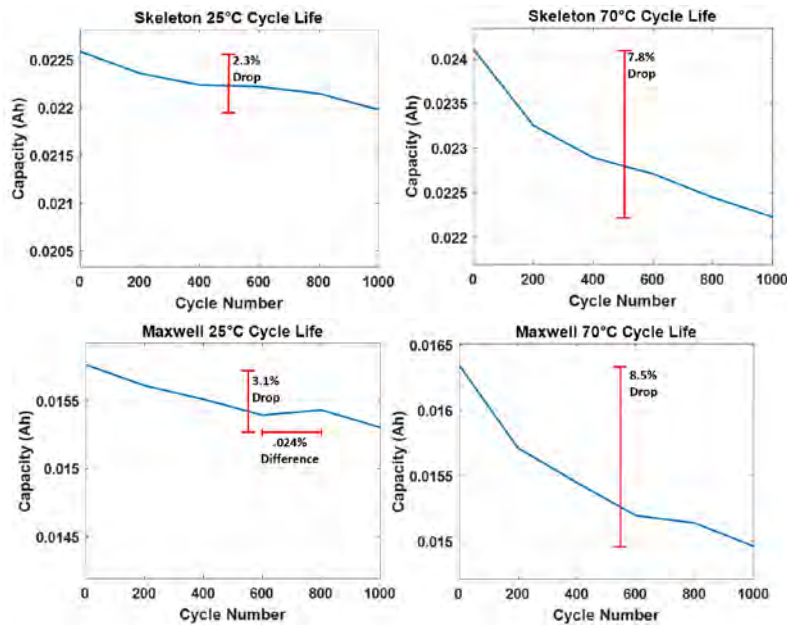 Skeleton 25°C Cycle Life
Capacity (Ah)
0.0225
0.022
0.0215
0.021
0.0205
2.3%
Drop
0
200
400
600
800
1000
Cycle Number
Skeleton 70°C Cycle Life
Capacity (Ah)
0.024
0.0235
0.023
0.0225
0.022
7.8%
Drop
0
200
400
600
800
1000
Cycle Number
Maxwell 25°C Cycle Life
Capacity (Ah)
0.0155
0.015
0.0145
3.1%
Drop
.024%
Difference
0
200
400
600
800
1000
Cycle Number
Maxwell 70°C Cycle Life
Capacity (Ah)
0.0165
0.016
0.0155
0.015
8.5%
Drop
0
200
400
600
800
1000
Cycle Number